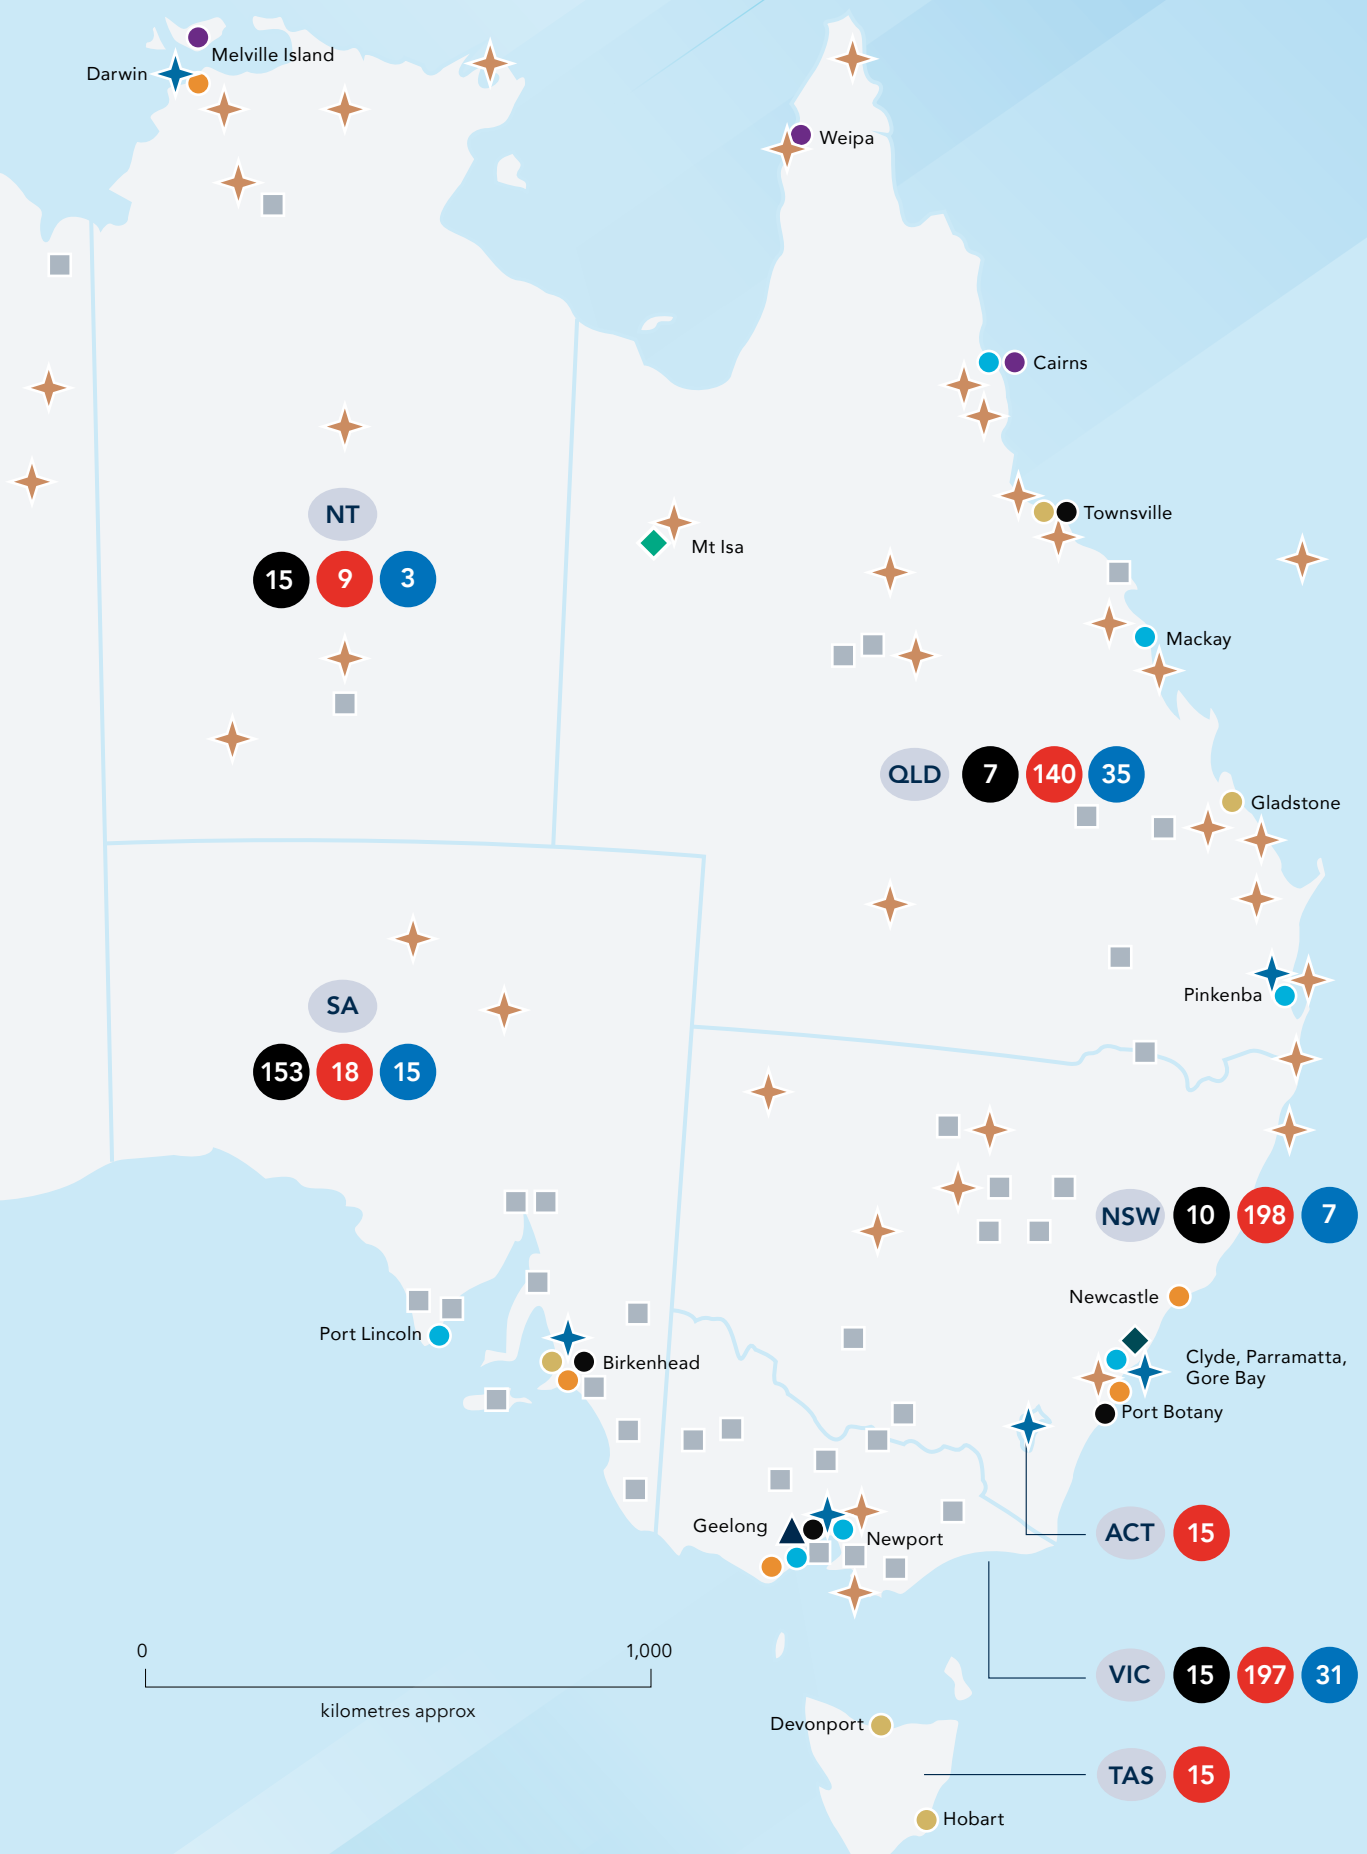 Melville Island
Darwin
Weipa
Cairns
NT
15 9 3
Townsville
Mt Isa
Mackay
QLD 7 140 35
Gladstone
SA
153 18 15
Pinkenba
NSW 10 198 7
Newcastle
Port Lincoln
Birkenhead
Clyde, Parramatta,
Gore Bay
Port Botany
Geelong
Newport
ACT 15
0 1,000
kilometres approx
VIC 15 197 31
Devonport
TAS 15
Hobart